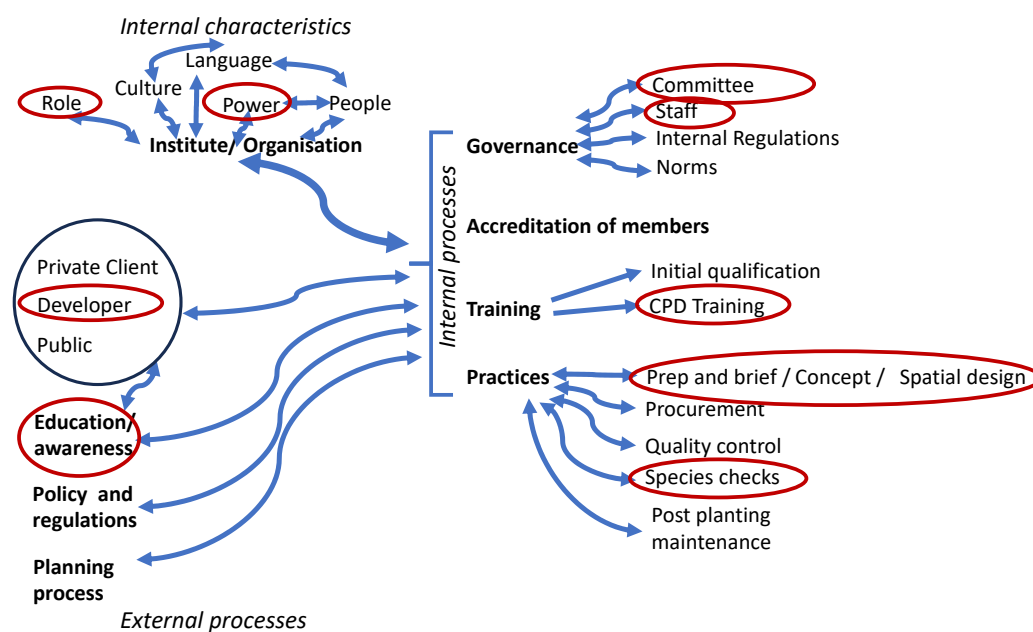 Internal characteristics
Language
Culture
Role
Power
People
Institute/ Organisation
Private Client
Developer
Public
Education/
awareness
Policy and
regulations
Planning
process
External processes
Internal processes
Governance
Committee
Staff
Internal Regulations
Norms
Accreditation of members
Training
Initial qualification
CPD Training
Practices
Prep and brief / Concept / Spatial design
Procurement
Quality control
Species checks
Post planting
maintenance